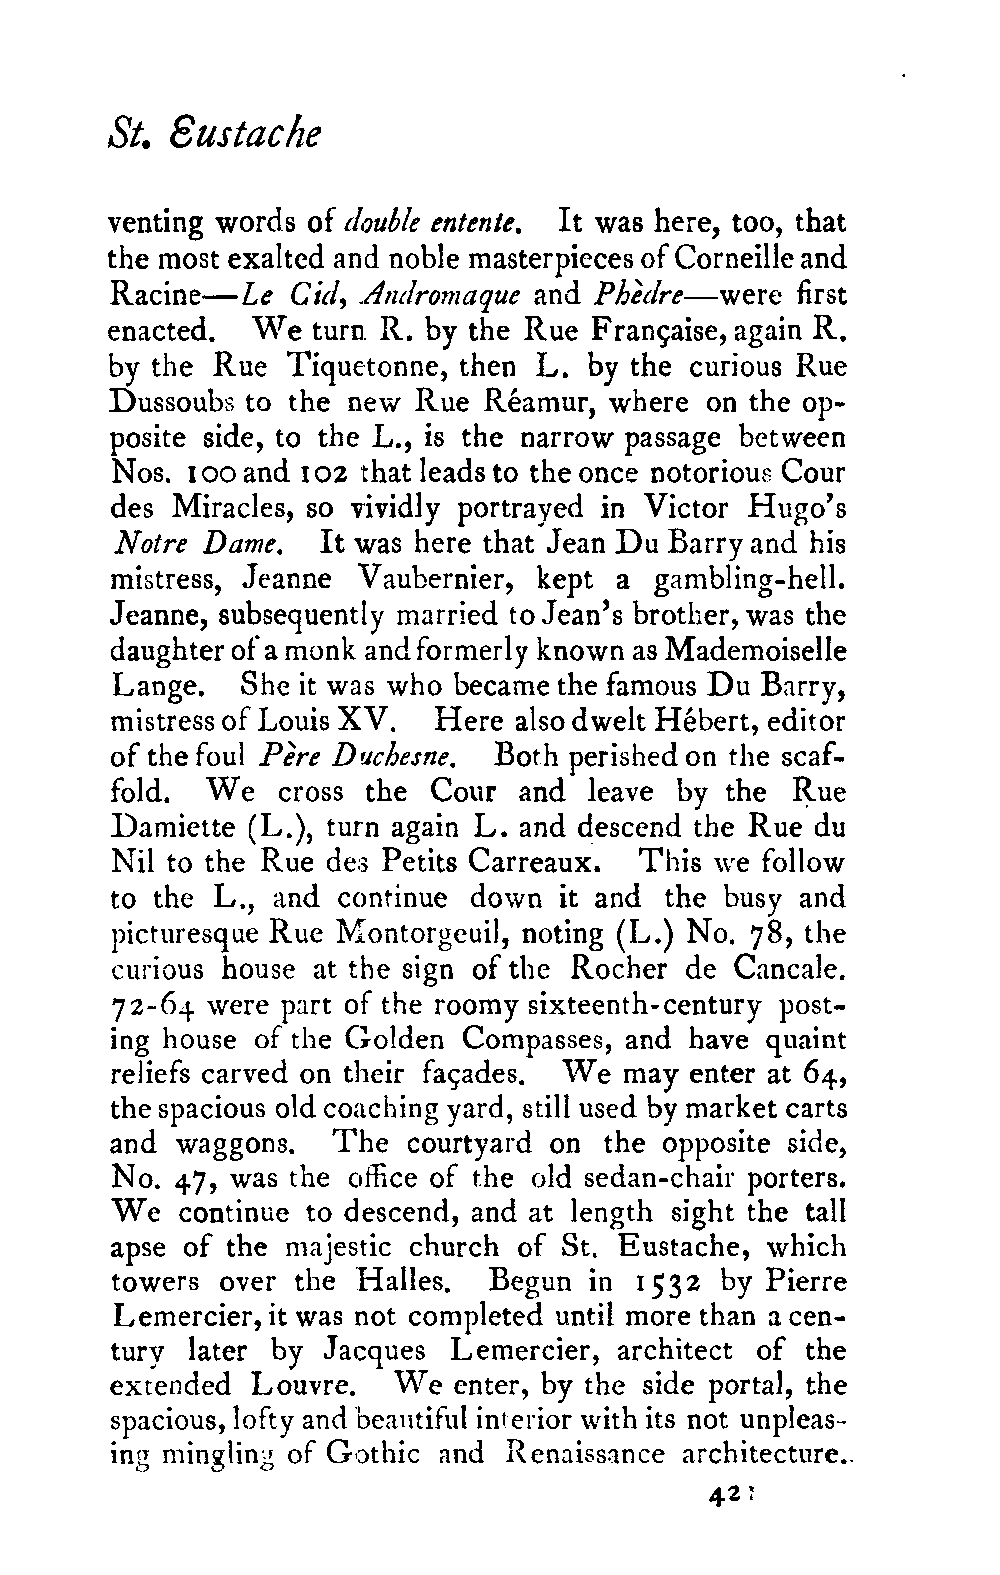 St. Eustache
venting words of double entente. It was here, too, that
the most exalted and noble masterpieces of Corneille and
Racine—Le Cid, Andromaque and Phèdre—were first
enacted. We turn R. by the Rue Française, again R.
by the Rue Tiquetonne, then L. by the curious Rue
Dussoubs to the new Rue Réamur, where on the op-
posite side, to the L., is the narrow passage between
Nos. 100 and 102 that leads to the once notorious Cour
des Miracles, so vividly portrayed in Victor Hugo's
Notre Dame. It was here that Jean Du Barry and his
mistress, Jeanne Vaubernier, kept a gambling-hell.
Jeanne, subsequently married to Jean's brother, was the
daughter of a monk and formerly known as Mademoiselle
Lange. She it was who became the famous Du Barry,
mistress of Louis XV. Here also dwelt Hébert, editor
of the foul Père Duchesne. Both perished on the scaf-
fold. We cross the Cour and leave by the Rue
Damiette (L.), turn again L. and descend the Rue du
Nil to the Rue des Petits Carreaux. This we follow
to the L., and continue down it and the busy and
picturesque Rue Montorgeuil, noting (L.) No. 78, the
curious house at the sign of the Rocher de Cancale.
72-64 were part of the roomy sixteenth-century post-
ing house of the Golden Compasses, and have quaint
reliefs carved on their façades. We may enter at 64,
the spacious old coaching yard, still used by market carts
and waggons. The courtyard on the opposite side,
No. 47, was the office of the old sedan-chair porters.
We continue to descend, and at length sight the tall
apse of the majestic church of St. Eustache, which
towers over the Halles. Begun in 1532 by Pierre
Lemercier, it was not completed until more than a cen-
tury later by Jacques Lemercier, architect of the
extended Louvre. We enter, by the side portal, the
spacious, lofty and beautiful interior with its not unpleas-
ing mingling of Gothic and Renaissance architecture.
421